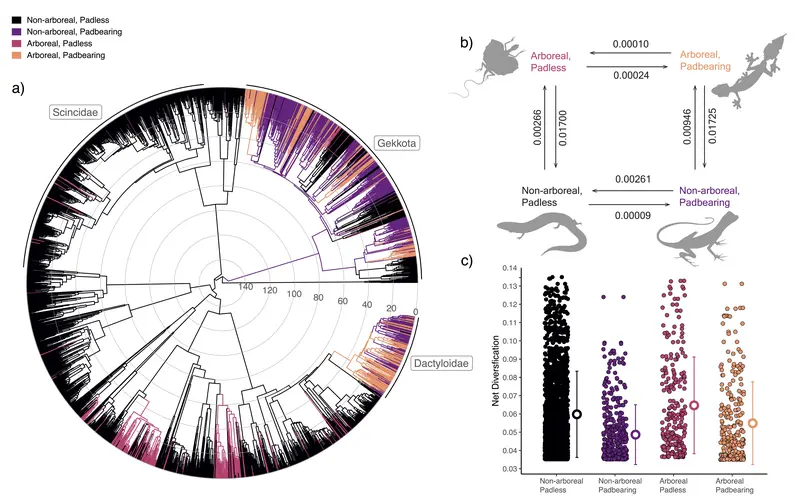 Non-arboreal, Padless
Non-arboreal, Padbearing
Arboreal, Padless
Arboreal, Padbearing
a)
Scincidae
Gekkota
140
120
100
80
60
40
20
0
Dactyloidae
b)
Arboreal,
Padless
0.00010
0.00024
Arboreal,
Padbearing
0.00266
0.01700
0.00946
0.01725
Non-arboreal,
Padless
0.00261
0.00009
Non-arboreal,
Padbearing
c)
Net Diversfication
0.14
0.13
0.12
0.11
0.10
0.09
0.08
0.07
0.06
0.05
0.04
0.03
Non-arboreal
Padless
Non-arboreal
Padbearing
Arboreal
Padless
Arboreal
Padbearing